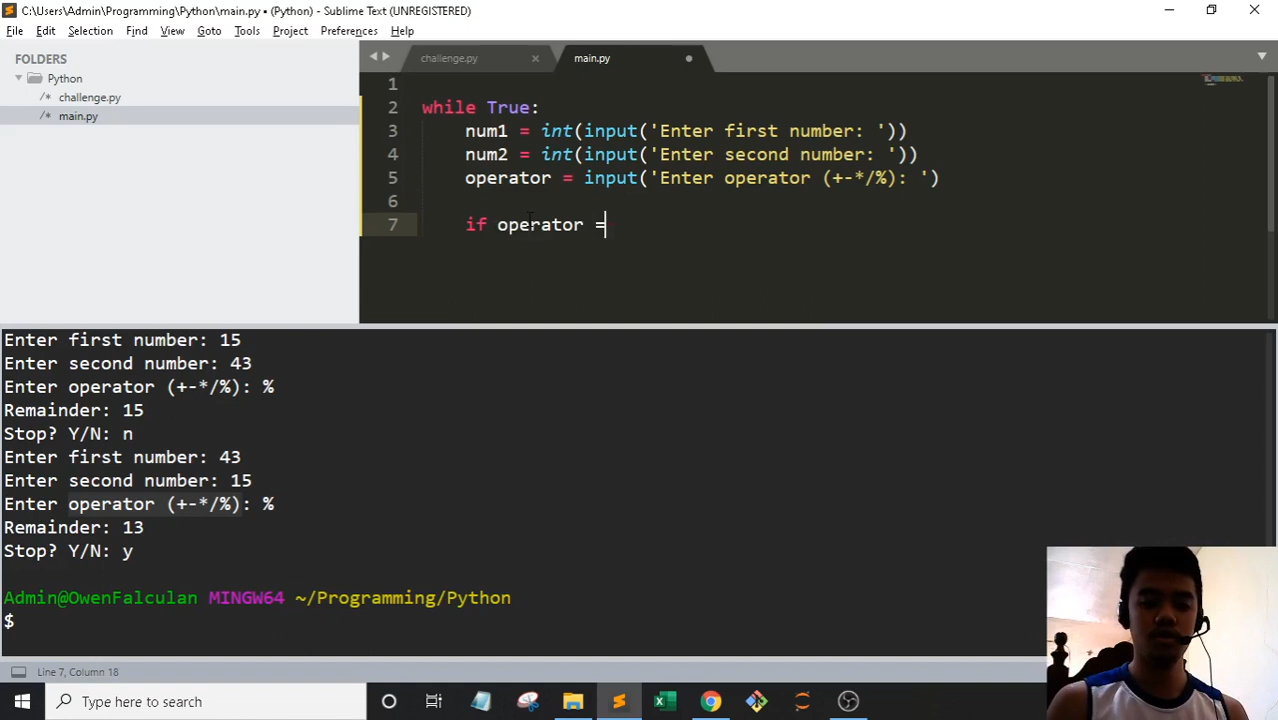 C:\Users\Admin\Programming\Python\main.py • (Python) - Sublime Text (UNREGISTERED)
File Edit Selection Find View Goto Tools Project Preferences Help
FOLDERS
Python
/* challenge.py
/* main.py
challenge.py × main.py
1
2 while True:
3 num1 = int(input('Enter first number: '))
4 num2 = int(input('Enter second number: '))
5 operator = input('Enter operator (+-*/%): ')
6
7 if operator =
Enter first number: 15
Enter second number: 43
Enter operator (+-*/%): %
Remainder: 15
Stop? Y/N: n
Enter first number: 43
Enter second number: 15
Enter operator (+-*/%): %
Remainder: 13
Stop? Y/N: y
Admin@OwenFalculan MINGW64 ~/Programming/Python
$
Line 7, Column 18
Type here to search